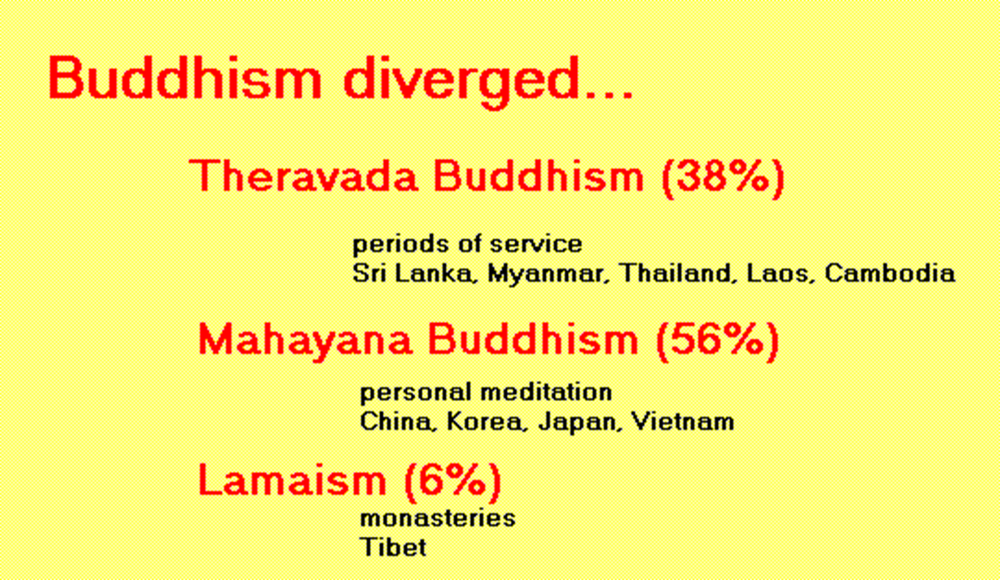 Buddhism diverged...
Theravada Buddhism (38%)
periods of service
Sri Lanka, Myanmar, Thailand, Laos, Cambodia
Mahayana Buddhism (56%)
personal meditation
China, Korea, Japan, Vietnam
Lamaism (6%)
monasteries
Tibet